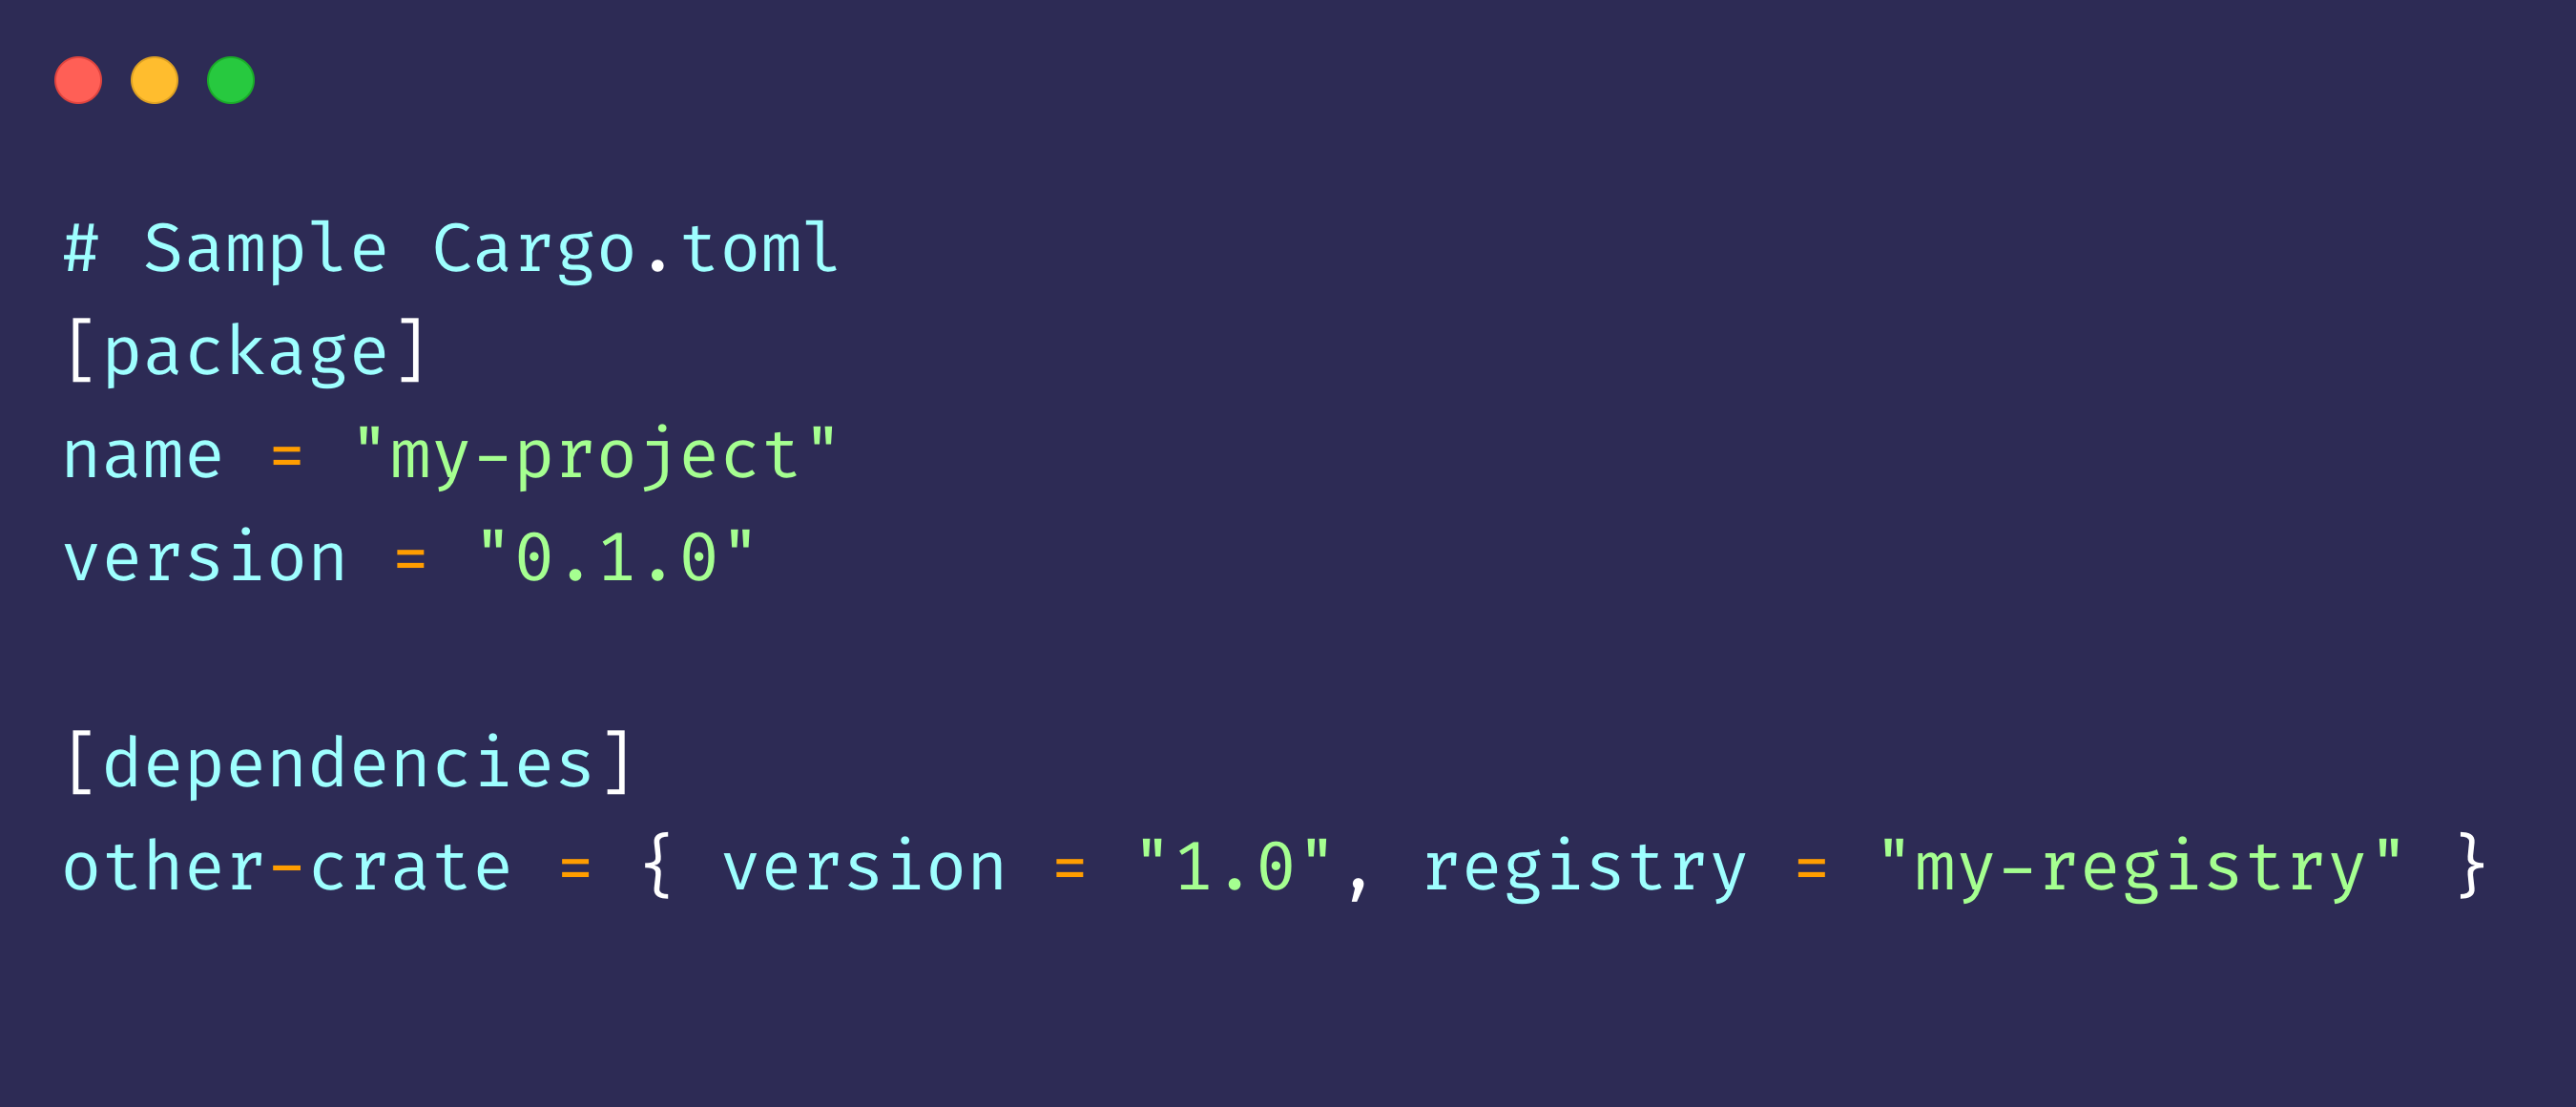 # Sample Cargo.toml
[package]
name = "my-project"
version = "0.1.0"
[dependencies]
other-crate = { version = "1.0", registry = "my-registry" }